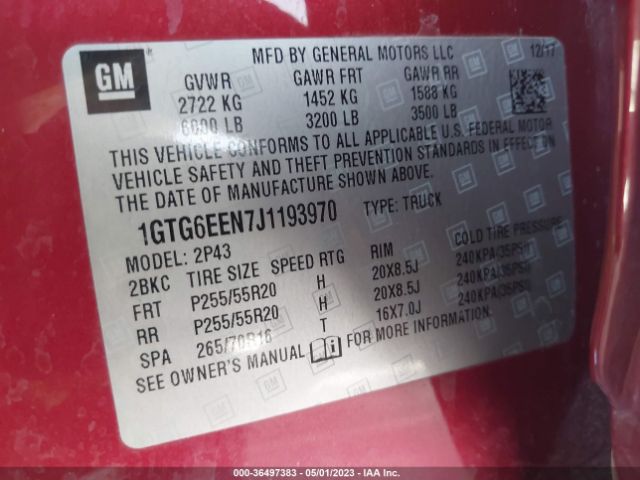 GM
MFD BY GENERAL MOTORS LLC 12/17
GVWR GAWR FRT GAWR RR
2722 KG 1452 KG 1588 KG
6000 LB 3200 LB 3500 LB
THIS VEHICLE CONFORMS TO ALL APPLICABLE U.S. FEDERAL MOTOR
VEHICLE SAFETY AND THEFT PREVENTION STANDARDS IN EFFECT ON
THE DATE OF MANUFACTURE SHOWN ABOVE.
1GTG6EEN7J1193970 TYPE: TRUCK
MODEL: 2P43
2BKC TIRE SIZE SPEED RTG RIM COLD TIRE PRESSURE
FRT P255/55R20 H 20X8.5J 240KPA(35PSI)
RR P255/55R20 H 20X8.5J 240KPA(35PSI)
SPA 265/70R16 T 16X7.0J 240KPA(35PSI)
SEE OWNER'S MANUAL FOR MORE INFORMATION.
000-36497383 - 05/01/2023 - IAA Inc.